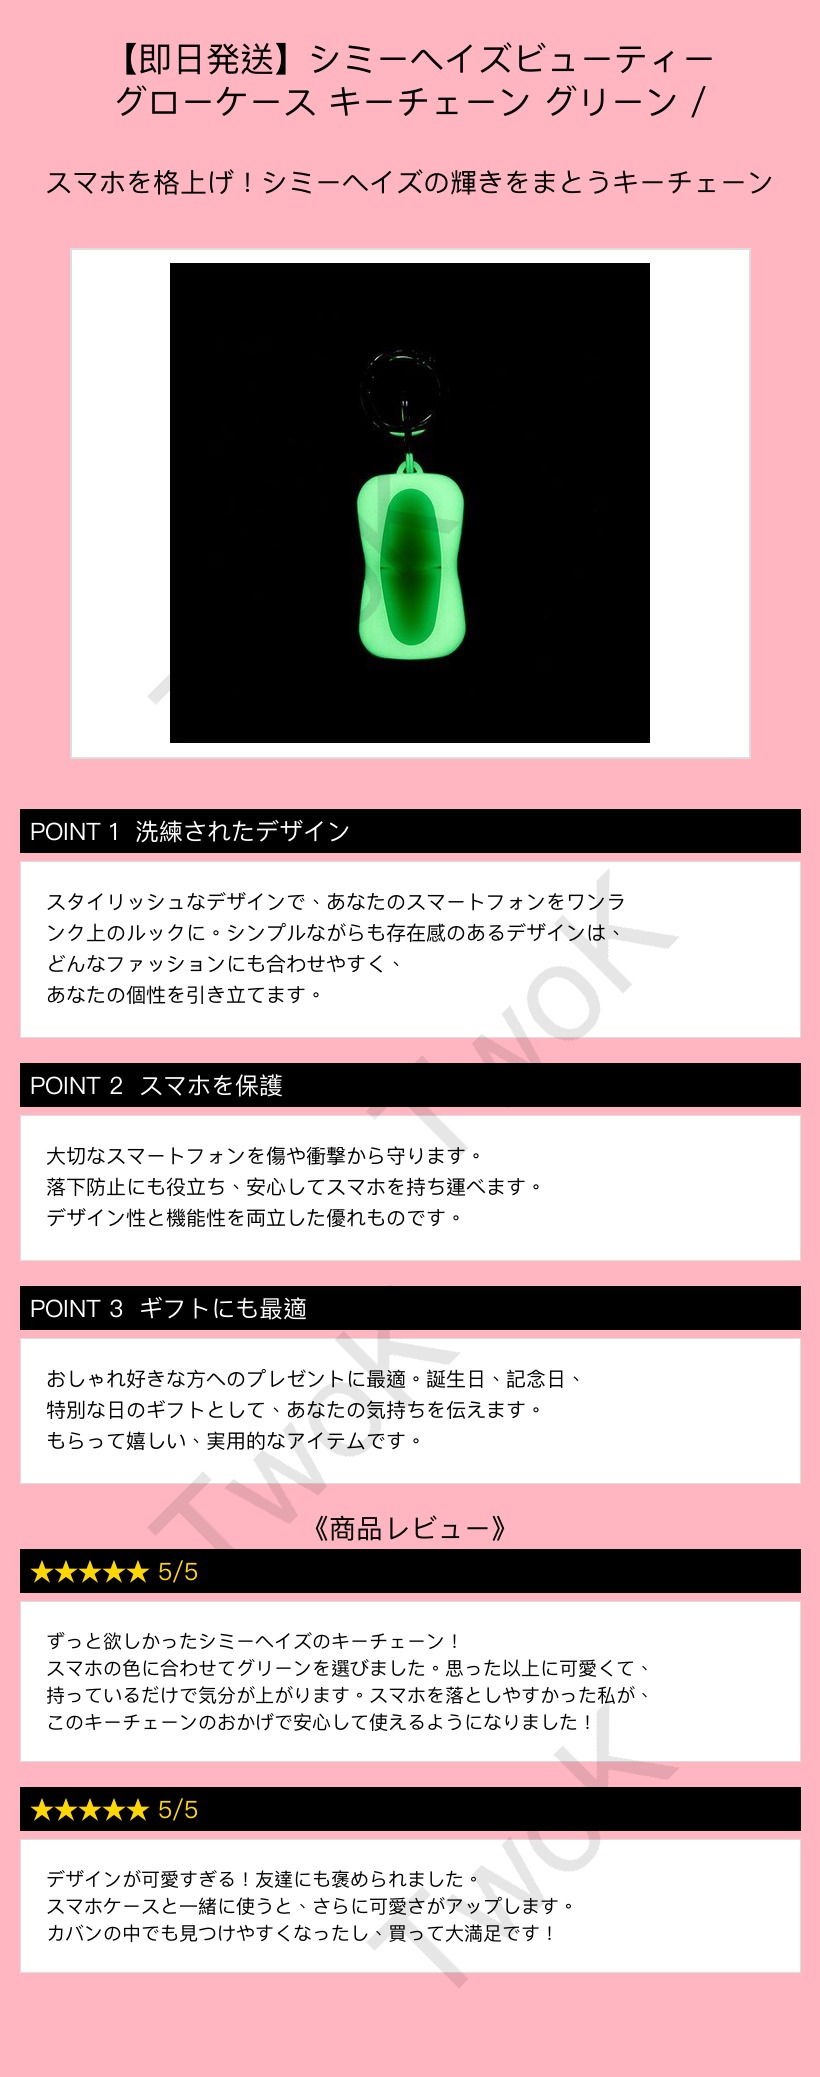 【即日発送】シミーヘイズビューティー
グローケース キーチェーン グリーン /
スマホを格上げ！シミーヘイズの輝きをまとうキーチェーン
POINT 1 洗練されたデザイン
スタイリッシュなデザインで、あなたのスマートフォンをワンラ
ンク上のルックに。シンプルながらも存在感のあるデザインは、
どんなファッションにも合わせやすく、
あなたの個性を引き立てます。
POINT 2 スマホを保護
大切なスマートフォンを傷や衝撃から守ります。
落下防止にも役立ち、安心してスマホを持ち運べます。
デザイン性と機能性を両立した優れものです。
POINT 3 ギフトにも最適
おしゃれ好きな方へのプレゼントに最適。誕生日、記念日、
特別な日のギフトとして、あなたの気持ちを伝えます。
もらって嬉しい、実用的なアイテムです。
《商品レビュー》
★★★★★ 5/5
ずっと欲しかったシミーヘイズのキーチェーン！
スマホの色に合わせてグリーンを選びました。思った以上に可愛くて、
持っているだけで気分が上がります。スマホを落としやすかった私が、
このキーチェーンのおかげで安心して使えるようになりました！
★★★★★ 5/5
デザインが可愛すぎる！友達にも褒められました。
スマホケースと一緒に使うと、さらに可愛さがアップします。
カバンの中でも見つけやすくなったし、買って大満足です！
TwoK
TwoK
TwoK
TwoK